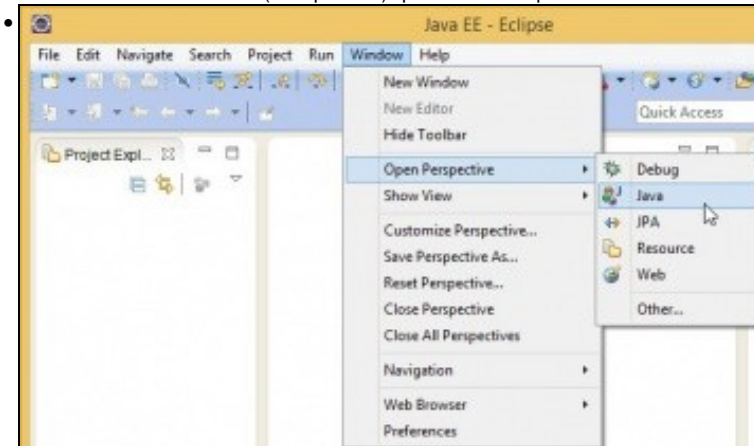 Java EE - Eclipse
File Edit Navigate Search Project Run Window Help
New Window
New Editor
Hide Toolbar
Quick Access
Project Expl...
Open Perspective
Show View
Customize Perspective...
Save Perspective As...
Reset Perspective...
Close Perspective
Close All Perspectives
Navigation
Web Browser
Preferences
Debug
Java
JPA
Resource
Web
Other...